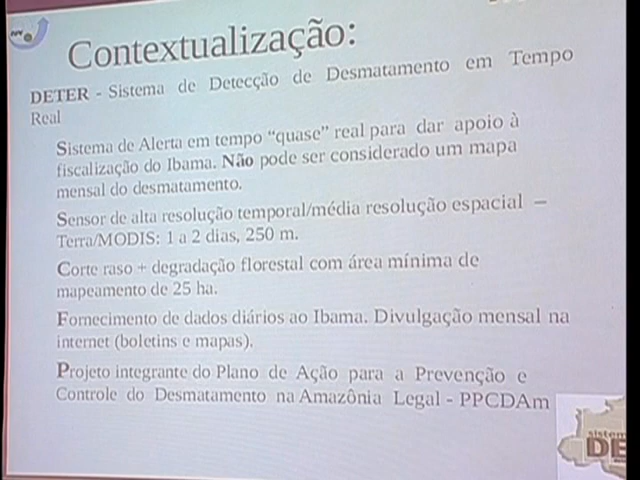 Contextualização:
DETER - Sistema de Detecção de Desmatamento em Tempo
Real
Sistema de Alerta em tempo "quase" real para dar apoio à
fiscalização do Ibama. Não pode ser considerado um mapa
mensal do desmatamento.
Sensor de alta resolução temporal/média resolução espacial –
Terra/MODIS: 1 a 2 dias, 250 m.
Corte raso + degradação florestal com área mínima de
mapeamento de 25 ha.
Fornecimento de dados diários ao Ibama. Divulgação mensal na
internet (boletins e mapas).
Projeto integrante do Plano de Ação para a Prevenção e
Controle do Desmatamento na Amazônia Legal - PPCDAm
sistem
DE